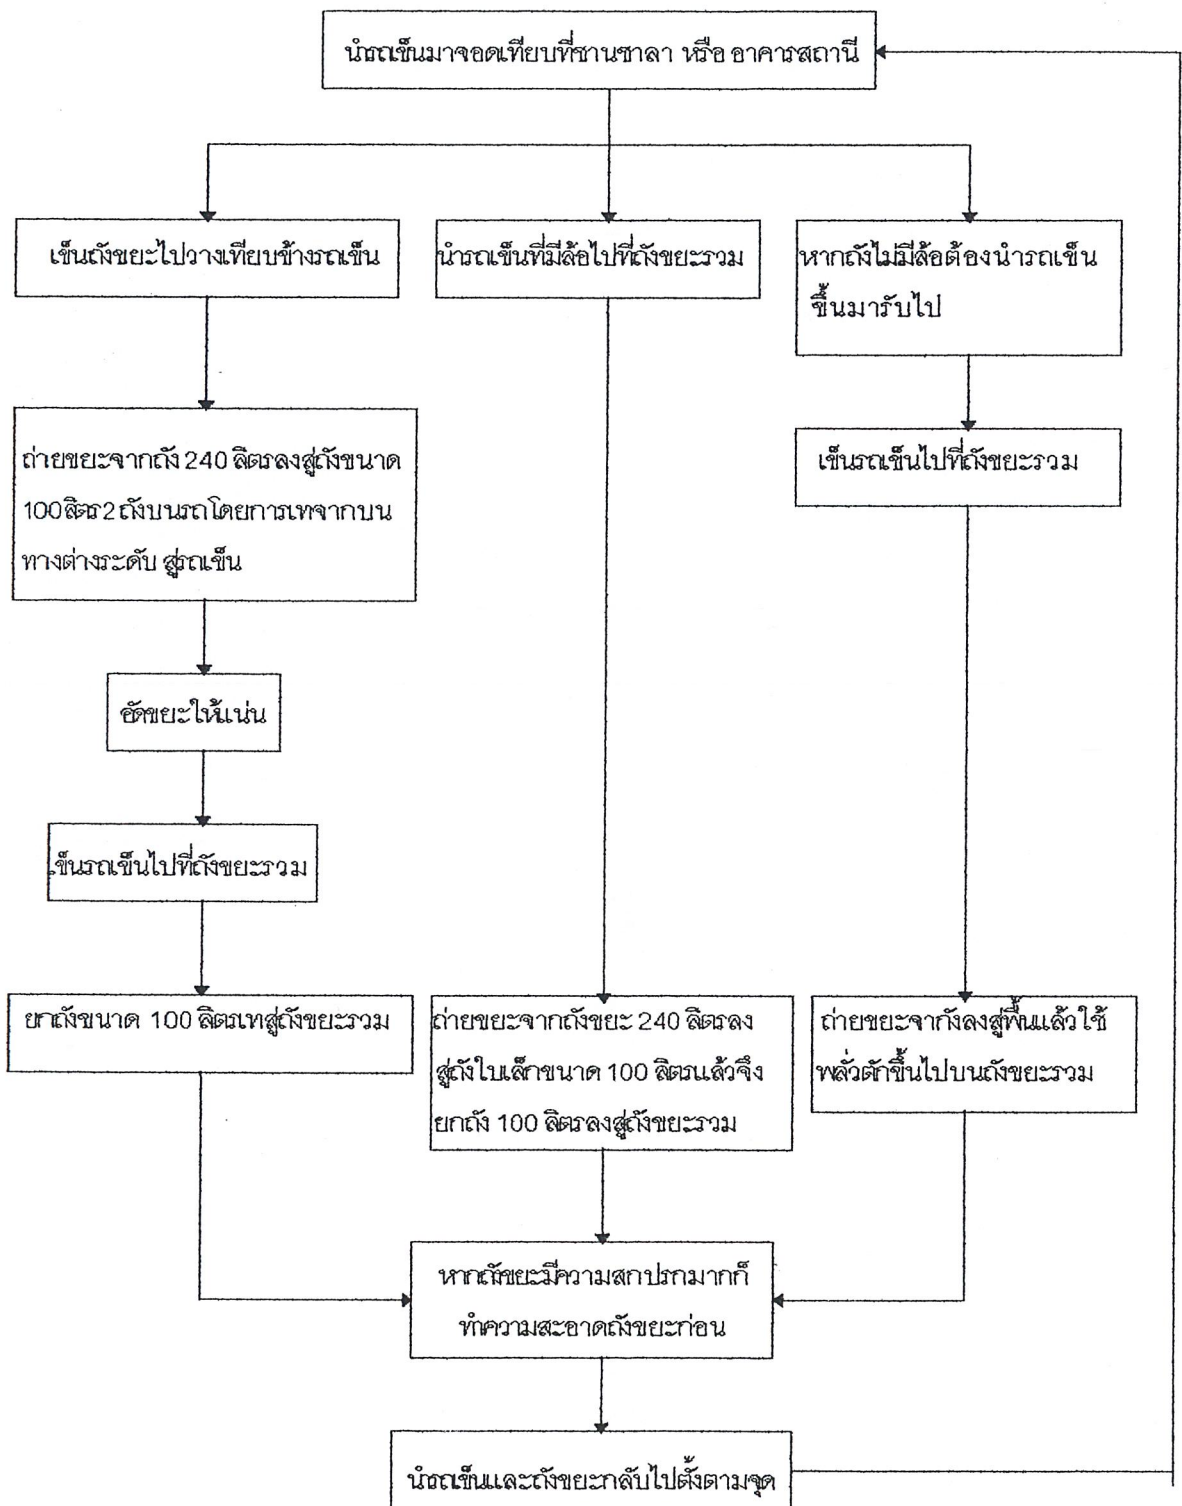 นำรถเข็นมาจอดเทียบที่ชานชาลา หรือ อาคารสถานี
เข็นถังขยะไปวางเทียบข้างรถเข็น
นำรถเข็นที่มีล้อไปที่ถังขยะรวม
หากถังไม่มีล้อต้องนำรถเข็น
ขึ้นมารับไป
ถ่ายขยะจากถัง 240 ลิตรลงสู่ถังขนาด
100 ลิตร 2 ถังบนรถโดยการเทจากบน
ทางต่างระดับ สู่รถเข็น
เข็นรถเข็นไปที่ถังขยะรวม
อัดขยะให้แน่น
เข็นรถเข็นไปที่ถังขยะรวม
ยกถังขนาด 100 ลิตรเทสู่ถังขยะรวม
ถ่ายขยะจากถังขยะ 240 ลิตรลง
สู่ถังใบเล็กขนาด 100 ลิตรแล้วจึง
ยกถัง 100 ลิตรลงสู่ถังขยะรวม
ถ่ายขยะจากังลงสู่พื้นแล้วใช้
พลั่วตักขึ้นไปบนถังขยะรวม
หากถังขยะมีความสกปรกมากก็
ทำความสะอาดถังขยะก่อน
นำรถเข็นและถังขยะกลับไปตั้งตามจุด